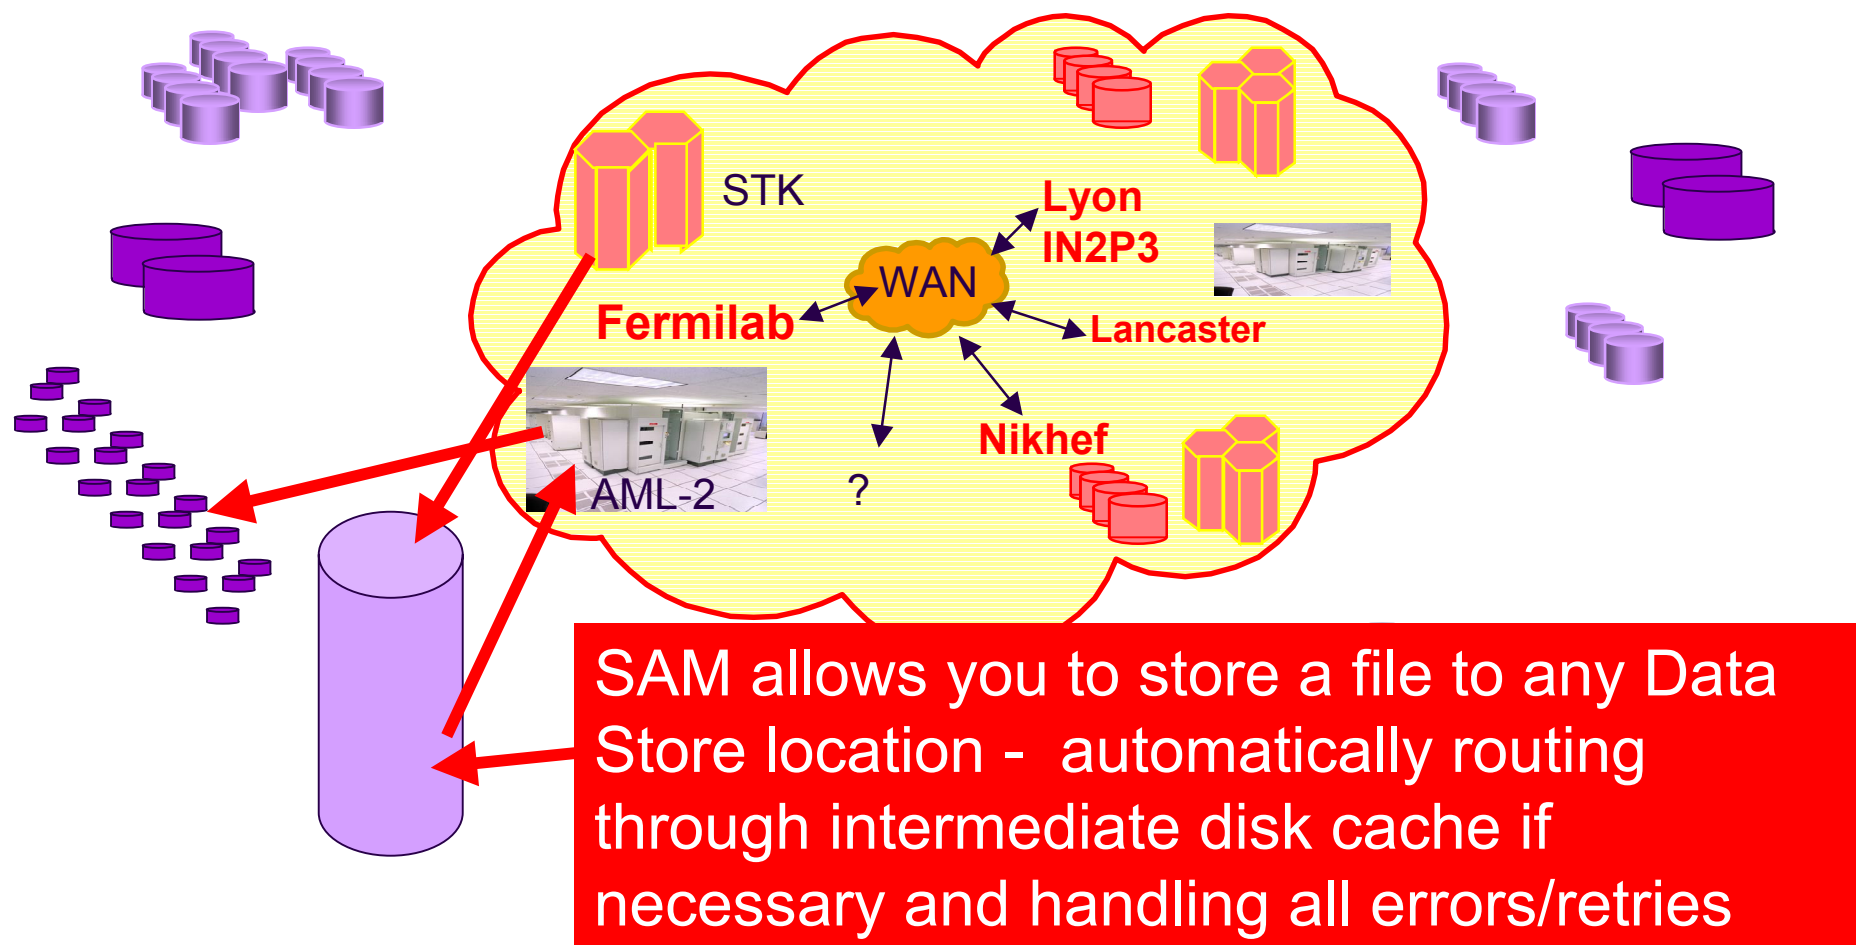 STK
Lyon
IN2P3
WAN
Fermilab
Lancaster
Nikhef
AML-2
?
SAM allows you to store a file to any Data
Store location -  automatically routing
through intermediate disk cache if
necessary and handling all errors/retries